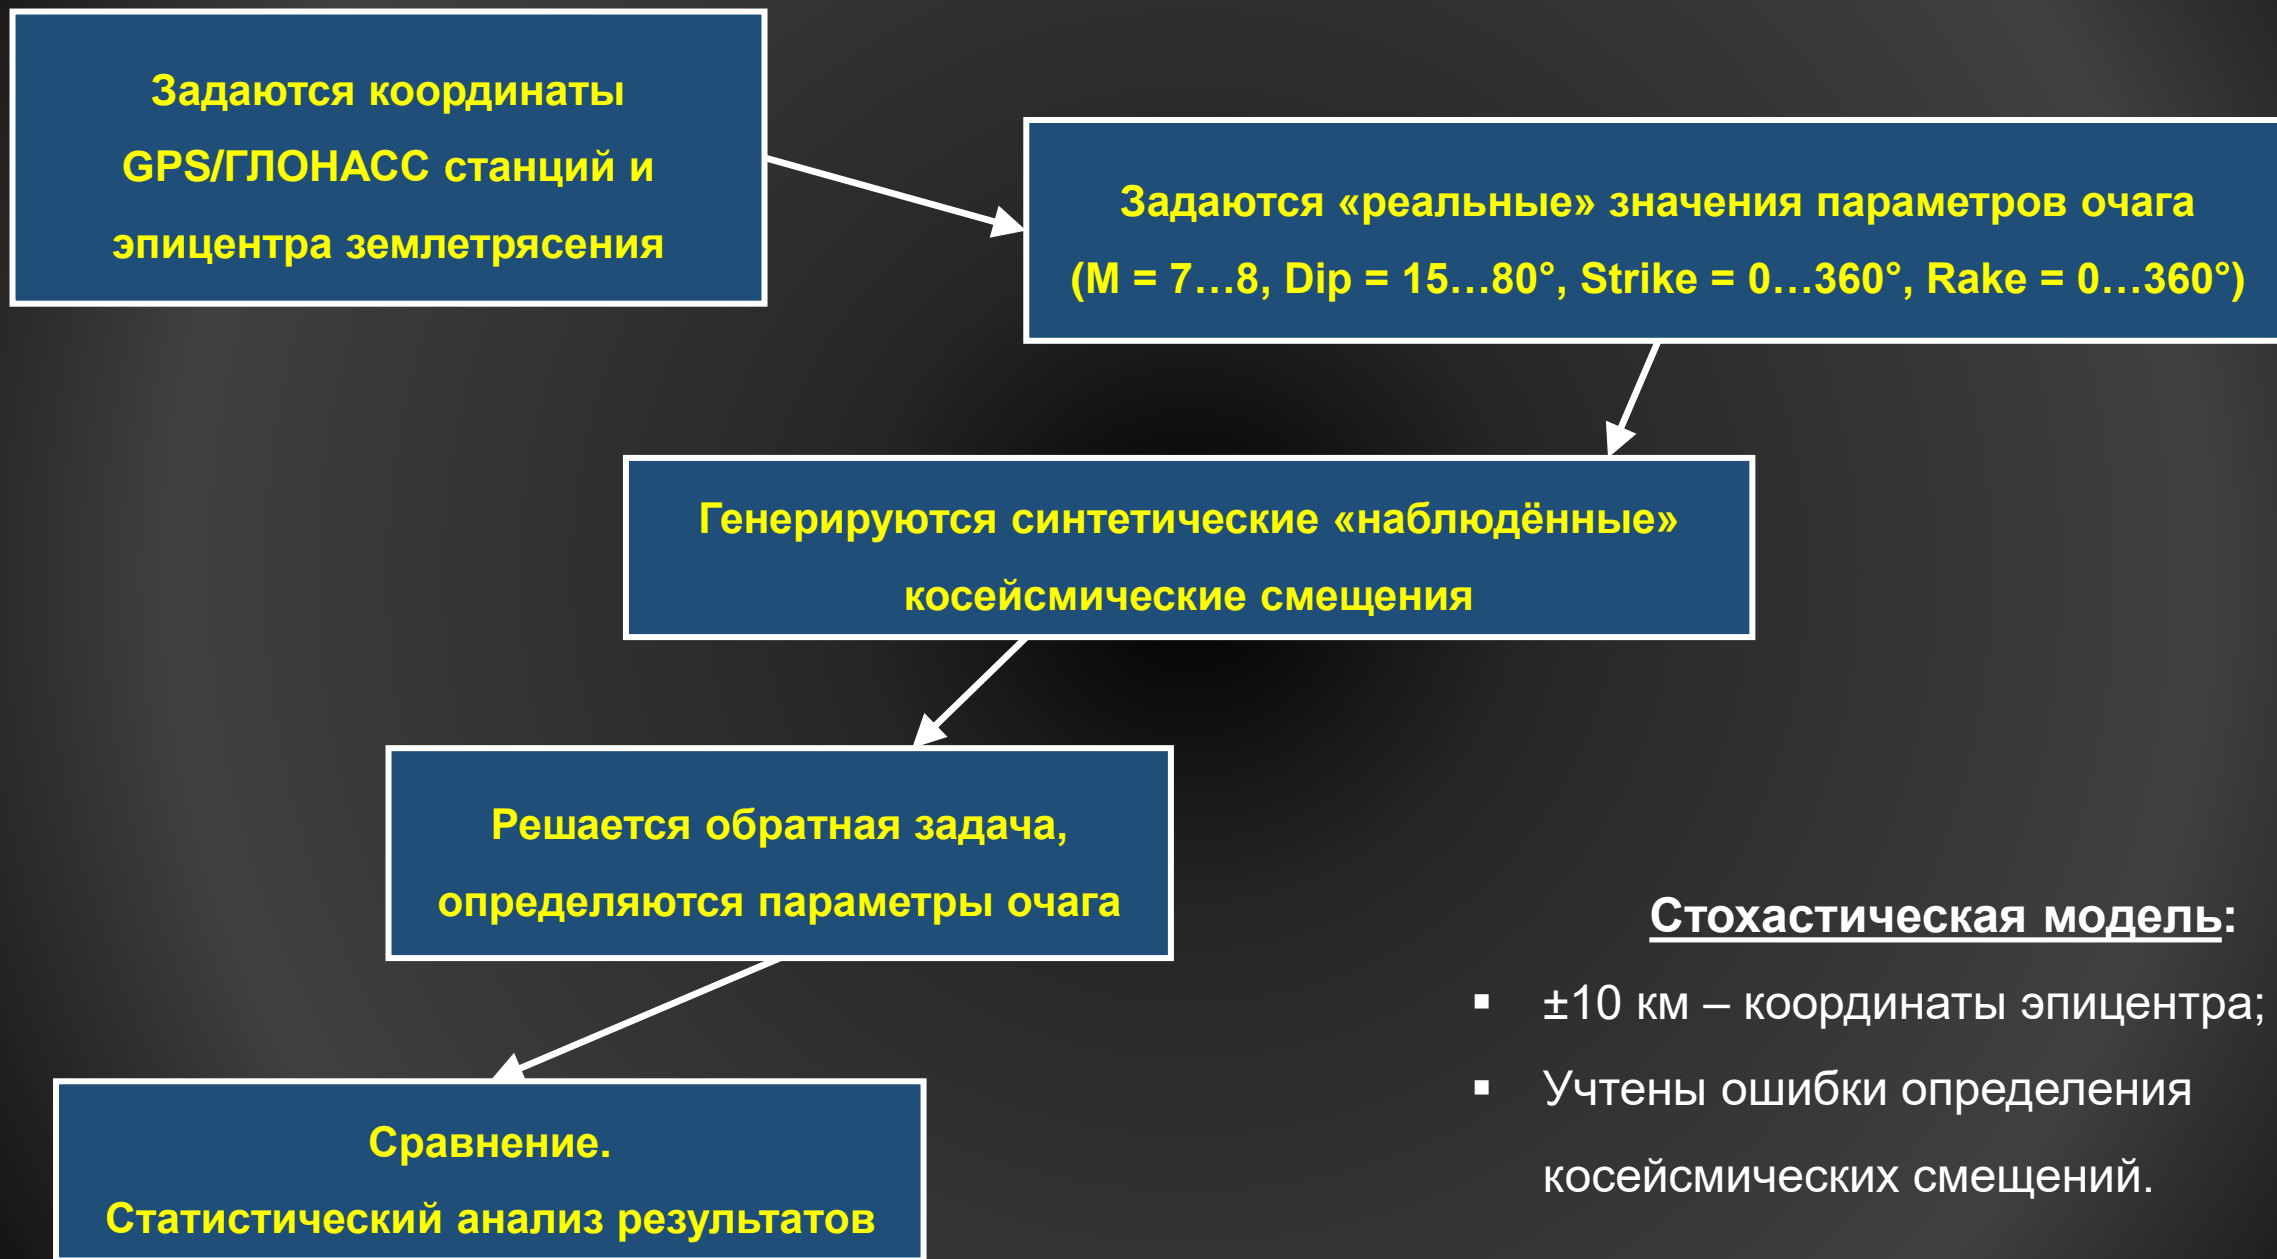 Задаются координаты
GPS/ГЛОНАСС станций и
эпицентра землетрясения
Задаются «реальные» значения параметров очага
(M = 7…8, Dip = 15…80°, Strike = 0…360°, Rake = 0…360°)
Генерируются синтетические «наблюдённые»
косейсмические смещения
Решается обратная задача,
определяются параметры очага
Сравнение.
Статистический анализ результатов
Стохастическая модель:
▪ ±10 км – координаты эпицентра;
▪ Учтены ошибки определения
косейсмических смещений.